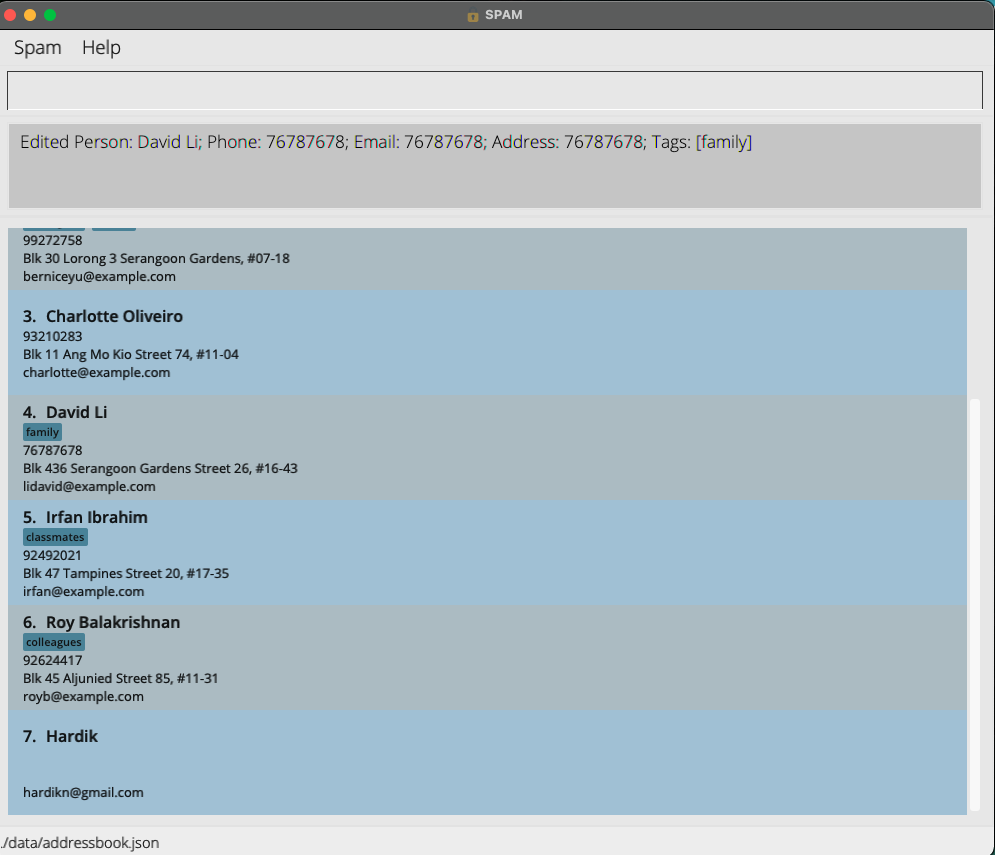 SPAM
Spam Help
Edited Person: David Li; Phone: 76787678; Email: 76787678; Address: 76787678; Tags: [family]
99272758
Blk 30 Lorong 3 Serangoon Gardens, #07-18
berniceyu@example.com
3. Charlotte Oliveiro
93210283
Blk 11 Ang Mo Kio Street 74, #11-04
charlotte@example.com
4. David Li
family
76787678
Blk 436 Serangoon Gardens Street 26, #16-43
lidavid@example.com
5. Irfan Ibrahim
classmates
92492021
Blk 47 Tampines Street 20, #17-35
irfan@example.com
6. Roy Balakrishnan
colleagues
92624417
Blk 45 Aljunied Street 85, #11-31
royb@example.com
7. Hardik
hardikn@gmail.com
./data/addressbook.json